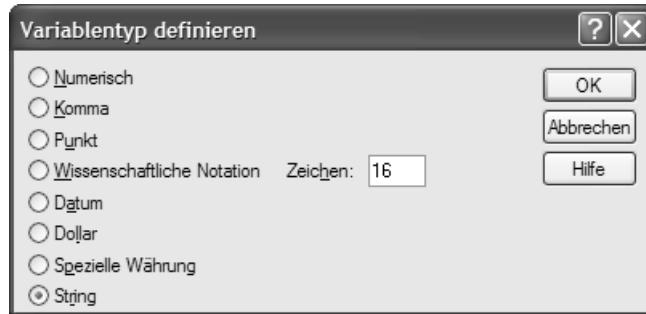 Variablentyp definieren
Numerisch
Komma
Punkt
Wissenschaftliche Notation Zeichen: 16
Datum
Dollar
Spezielle Währung
String
OK
Abbrechen
Hilfe